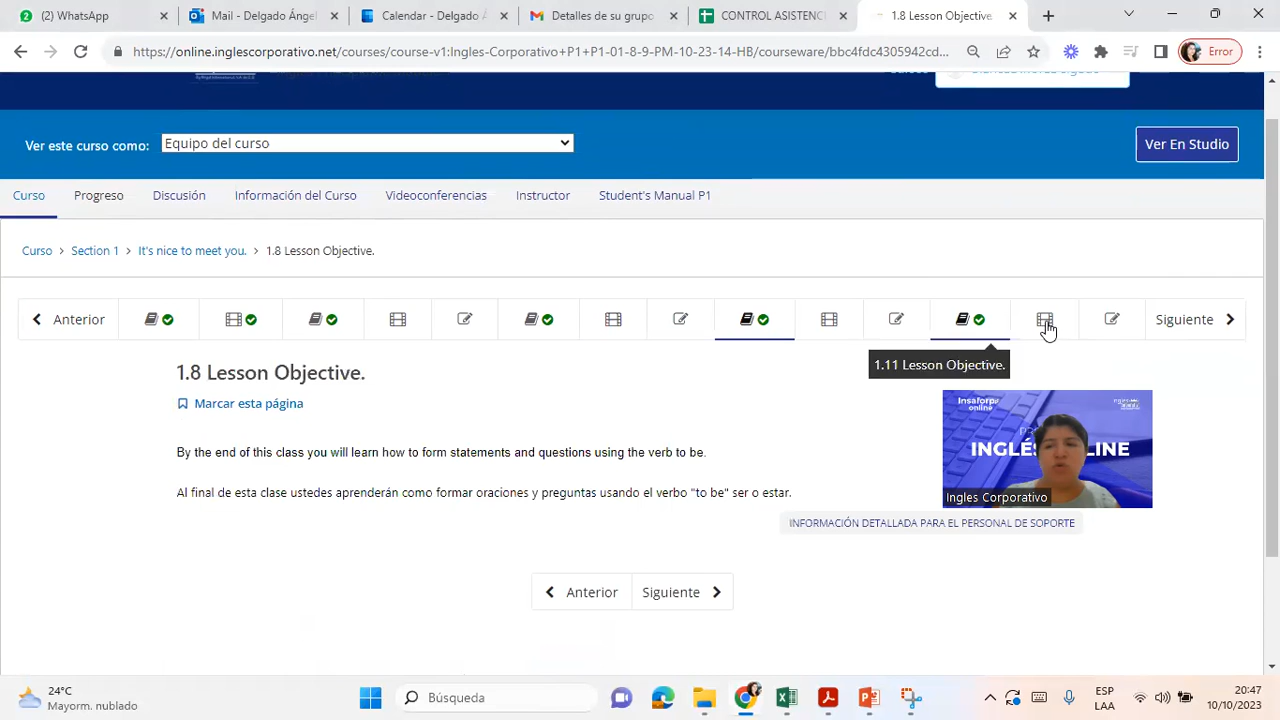 (2) WhatsApp
Mail - Delgado Ángel
Calendar - Delgado Á
Detalles de su grupo
CONTROL ASISTENC
1.8 Lesson Objective.
https://online.inglescorporativo.net/courses/course-v1:Ingles-Corporativo+P1+P1-01-8-9-PM-10-23-14-HB/courseware/bbc4fdc4305942cd...
Error
Ver este curso como:
Equipo del curso
Ver En Studio
Curso
Progreso
Discusión
Información del Curso
Videoconferencias
Instructor
Student's Manual P1
Curso > Section 1 > It's nice to meet you. > 1.8 Lesson Objective.
Anterior
Siguiente
1.11 Lesson Objective.
1.8 Lesson Objective.
Marcar esta página
By the end of this class you will learn how form statements and questions using the verb to be.
Al final de esta clase ustedes aprenderán como formar oraciones y preguntas usando el verbo "to be" ser o estar.
Insaforp
online
INGLÉS
LINE
Ingles Corporativo
INFORMACIÓN DETALLADA PARA EL PERSONAL DE SOPORTE
Anterior
Siguiente
24°C
Mayorm. nublado
Búsqueda
ESP
LAA
20:47
10/10/2023